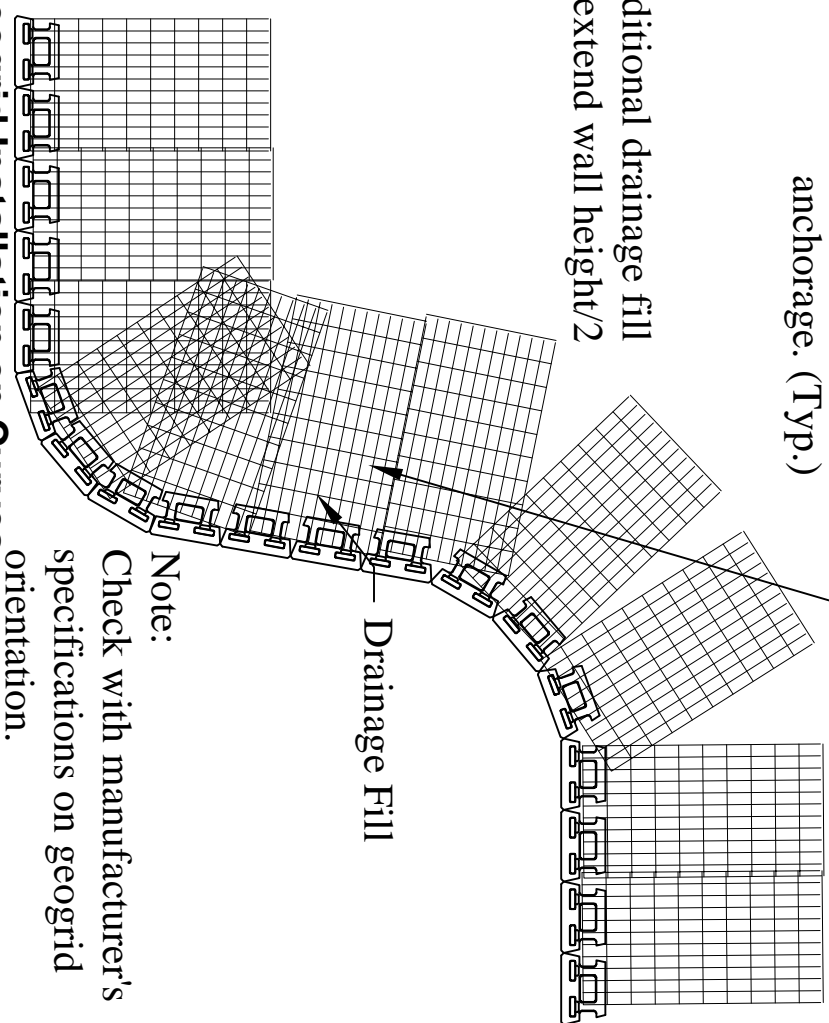 anchorage. (Typ.)
ditional drainage fill
extend wall height/2
Drainage Fill
Note:
Check with manufacturer's
specifications on geogrid
orientation.